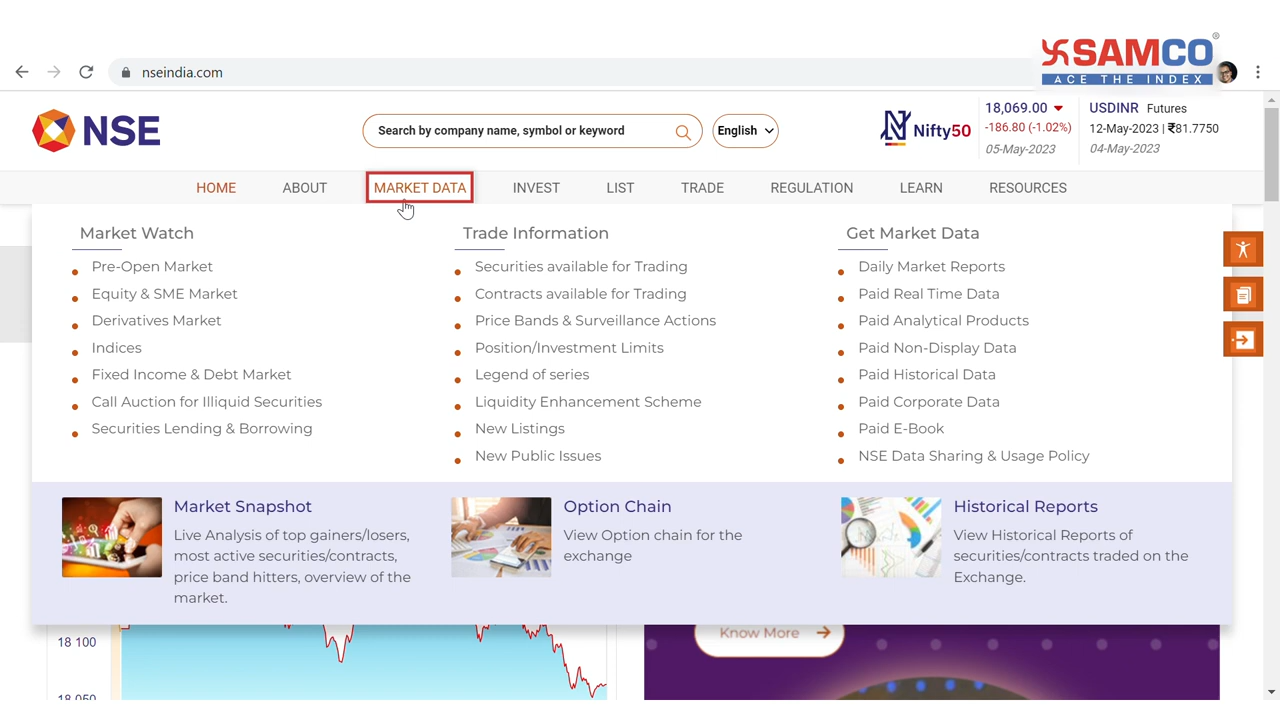 SAMCO®
ACE THE INDEX
nseindia.com
NSE
Search by company name, symbol or keyword
English
Nifty50
18,069.00
-186.80 (-1.02%)
05-May-2023
USDINR Futures
12-May-2023 | ₹81.7750
04-May-2023
HOME
ABOUT
MARKET DATA
INVEST
LIST
TRADE
REGULATION
LEARN
RESOURCES
Market Watch
Pre-Open Market
Equity & SME Market
Derivatives Market
Indices
Fixed Income & Debt Market
Call Auction for Illiquid Securities
Securities Lending & Borrowing
Trade Information
Securities available for Trading
Contracts available for Trading
Price Bands & Surveillance Actions
Position/Investment Limits
Legend of series
Liquidity Enhancement Scheme
New Listings
New Public Issues
Get Market Data
Daily Market Reports
Paid Real Time Data
Paid Analytical Products
Paid Non-Display Data
Paid Historical Data
Paid Corporate Data
Paid E-Book
NSE Data Sharing & Usage Policy
Market Snapshot
Live Analysis of top gainers/losers,
most active securities/contracts,
price band hitters, overview of the
market.
Option Chain
View Option chain for the
exchange
Historical Reports
View Historical Reports of
securities/contracts traded on the
Exchange.
18 100
18 050
Know More